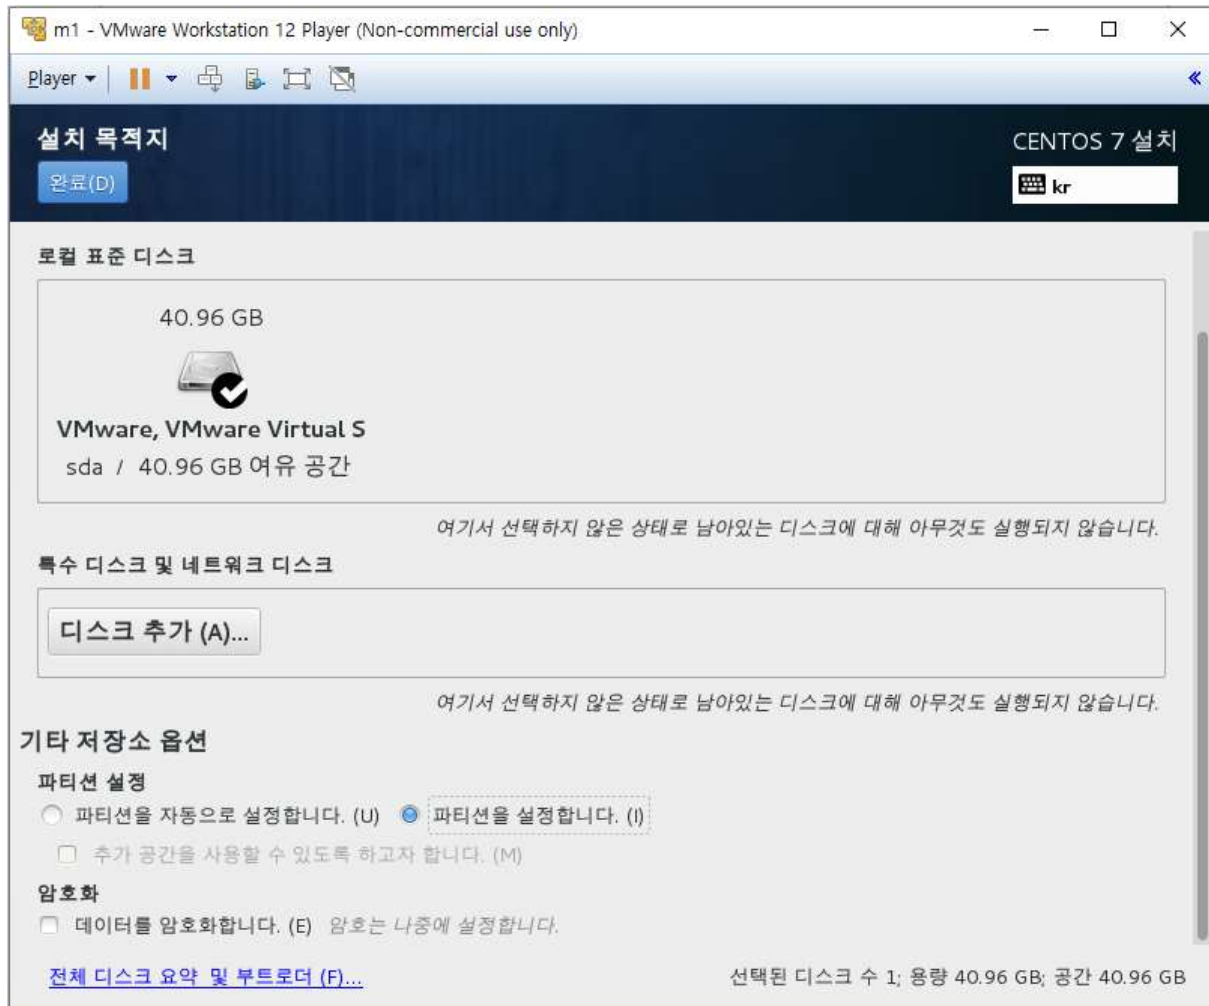 m1 - VMware Workstation 12 Player (Non-commercial use only)
Player
설치 목적지
CENTOS 7 설치
완료(D)
kr
로컬 표준 디스크
40.96 GB
VMware, VMware Virtual S
sda / 40.96 GB 여유 공간
여기서 선택하지 않은 상태로 남아있는 디스크에 대해 아무것도 실행되지 않습니다.
특수 디스크 및 네트워크 디스크
디스크 추가 (A)...
여기서 선택하지 않은 상태로 남아있는 디스크에 대해 아무것도 실행되지 않습니다.
기타 저장소 옵션
파티션 설정
파티션을 자동으로 설정합니다. (U) 파티션을 설정합니다. (I)
추가 공간을 사용할 수 있도록 하고자 합니다. (M)
암호화
데이터를 암호화합니다. (E) 암호는 나중에 설정합니다.
전체 디스크 요약 및 부트로더 (F)...
선택된 디스크 수 1; 용량 40.96 GB; 공간 40.96 GB